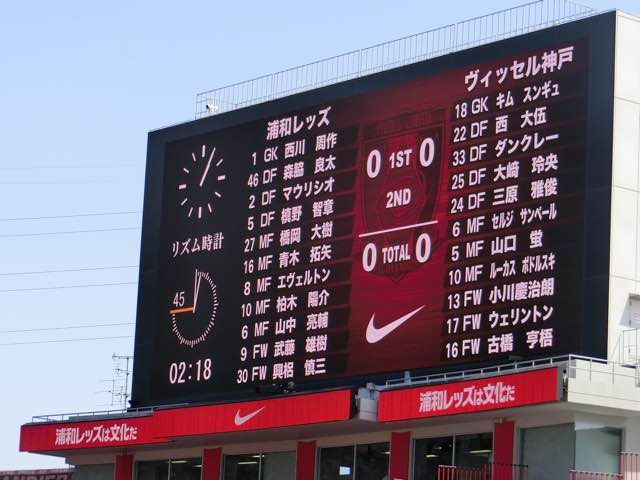 浦和レッズ
1 GK 西川 周作
46 DF 森脇 良太
2 DF マウリシオ
5 DF 槙野 智章
27 MF 橋岡 大樹
16 MF 青木 拓矢
8 MF エヴェルトン
10 MF 柏木 陽介
6 MF 山中 亮輔
9 FW 武藤 雄樹
30 FW 興梠 慎三
リズム時計
45
02:18
0 1ST 0
2ND
0 TOTAL 0
ヴィッセル神戸
18 GK キム スンギュ
22 DF 西 大伍
33 DF ダンクレー
25 DF 大崎 玲央
24 DF 三原 雅俊
6 MF セルジ サンペール
5 MF 山口 蛍
10 MF ルーカス ポドルスキ
13 FW 小川慶治朗
17 FW ウェリントン
16 FW 古橋 亨梧
浦和レッズは文化だ
浦和レッズは文化だ